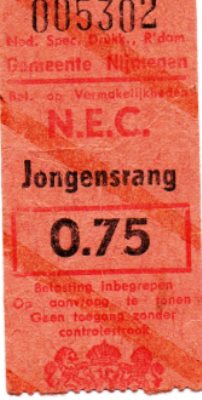 005302
Ned. Spec. Drukk., R'dam
Gemeente Nijmegen
Bel. op Vermakelijkheden
N.E.C.
Jongensrang
0.75
Belasting Inbegrepen
Op aanvraag te tonen
Geen toegang zonder
controlestrook